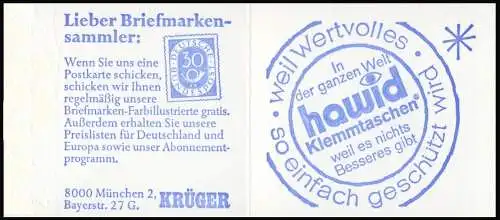 Lieber Briefmarken-
sammler:
Wenn Sie uns eine
Postkarte schicken,
schicken wir Ihnen
regelmäßig unsere
Briefmarken-Farbillustrierte gratis.
Außerdem erhalten Sie unsere
Preislisten für Deutschland und
Europa sowie unser Abonnement-
programm.
8000 München 2,
Bayerstr. 27 G.
KRÜGER
DEUTSCHE
30
BUNDESPOST
weil Wertvolles · wird
so einfach geschützt ·
In
der ganzen Welt
hawid
Klemmtaschen®
weil es nichts
Besseres gibt